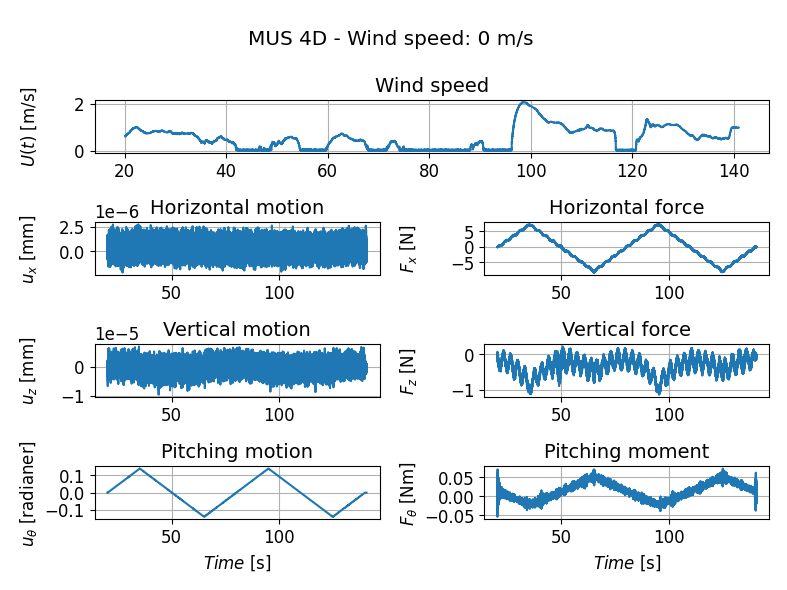 MUS 4D - Wind speed: 0 m/s
Wind speed
U(t) [m/s]
2
0
20 40 60 80 100 120 140
1e−6 Horizontal motion
u_x [mm]
2.5
0.0
50 100
Horizontal force
F_x [N]
5
0
−5
50 100
1e−5 Vertical motion
u_z [mm]
0
−1
50 100
Vertical force
F_z [N]
0
−1
50 100
Pitching motion
u_θ [radianer]
0.1
0.0
−0.1
50 100
Time [s]
Pitching moment
F_θ [Nm]
0.05
0.00
−0.05
50 100
Time [s]